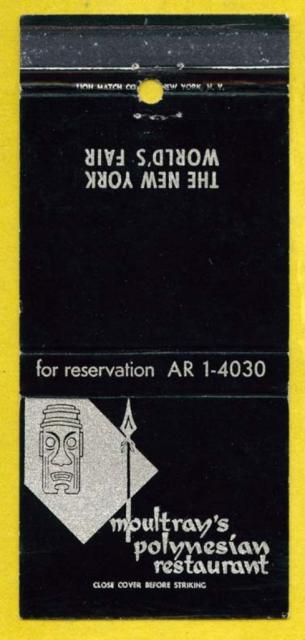 LION MATCH CO NEW YORK, N. Y.
THE NEW YORK
WORLD'S FAIR
for reservation AR 1-4030
moultray's
polynesian
restaurant
CLOSE COVER BEFORE STRIKING